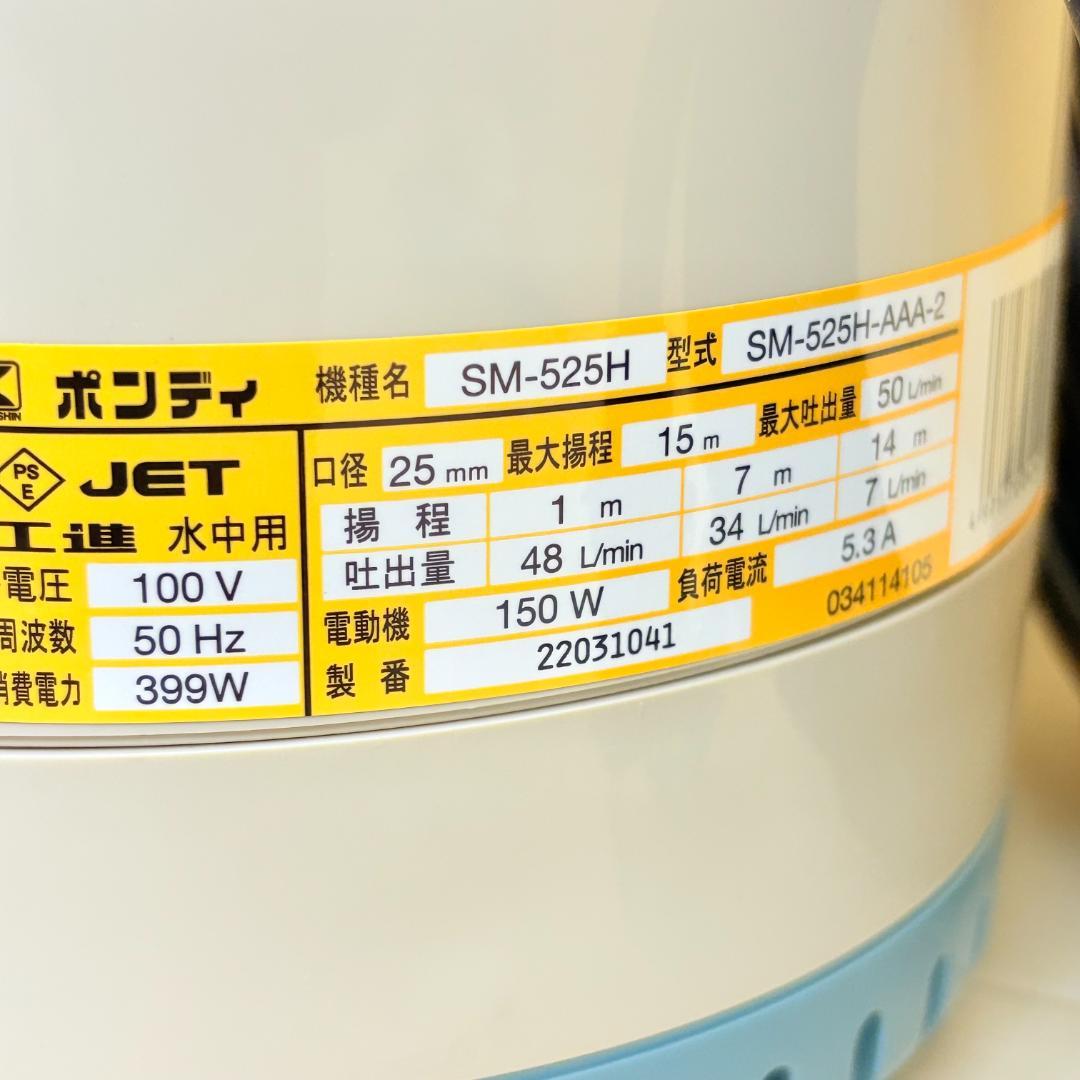 ポンディ 機種名 SM-525H 型式 SM-525H-AAA-2
SHIN
PS E JET
工進 水中用
電圧 100 V
周波数 50 Hz
消費電力 399W
口径 25 mm 最大揚程 15 m 最大吐出量 50 L/min
揚程 1 m 7 m 14 m
吐出量 48 L/min 34 L/min 7 L/min
電動機 150 W 負荷電流 5.3 A
製番 22031041
034114105